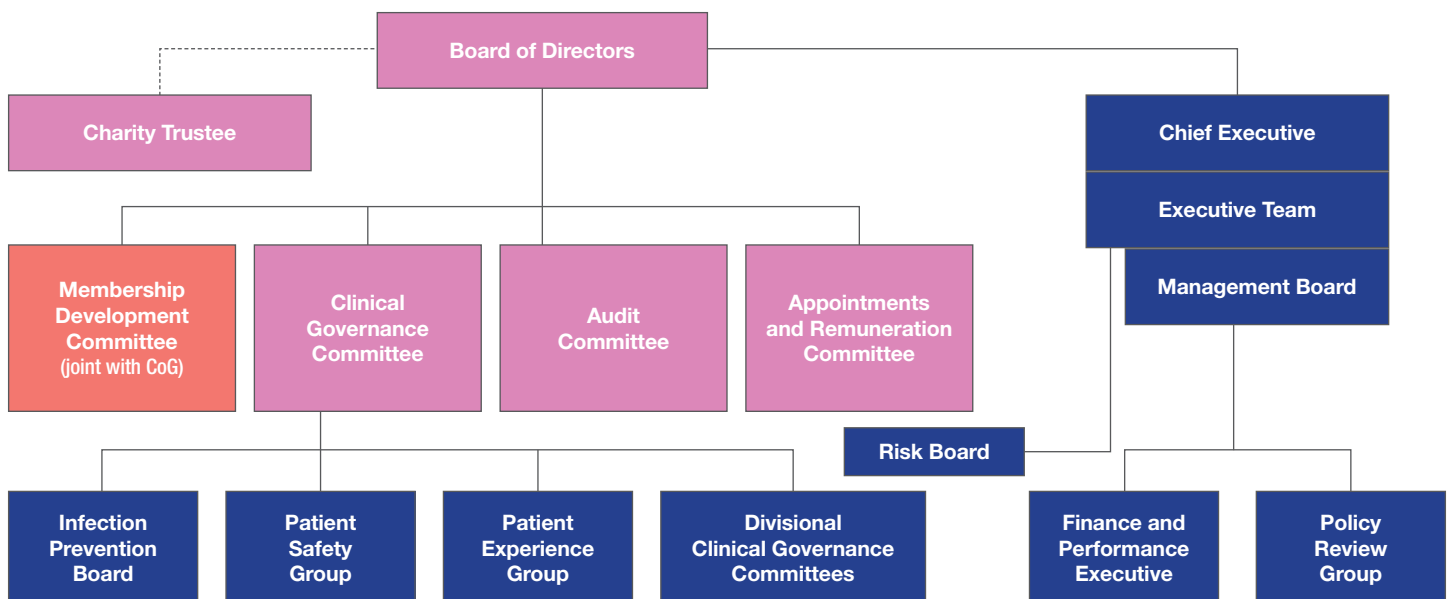 Board of Directors
Charity Trustee
Chief Executive
Executive Team
Management Board
Membership
Development
Committee
(joint with CoG)
Clinical
Governance
Committee
Audit
Committee
Appointments
and Remuneration
Committee
Risk Board
Infection
Prevention
Board
Patient
Safety
Group
Patient
Experience
Group
Divisional
Clinical Governance
Committees
Finance and
Performance
Executive
Policy
Review
Group